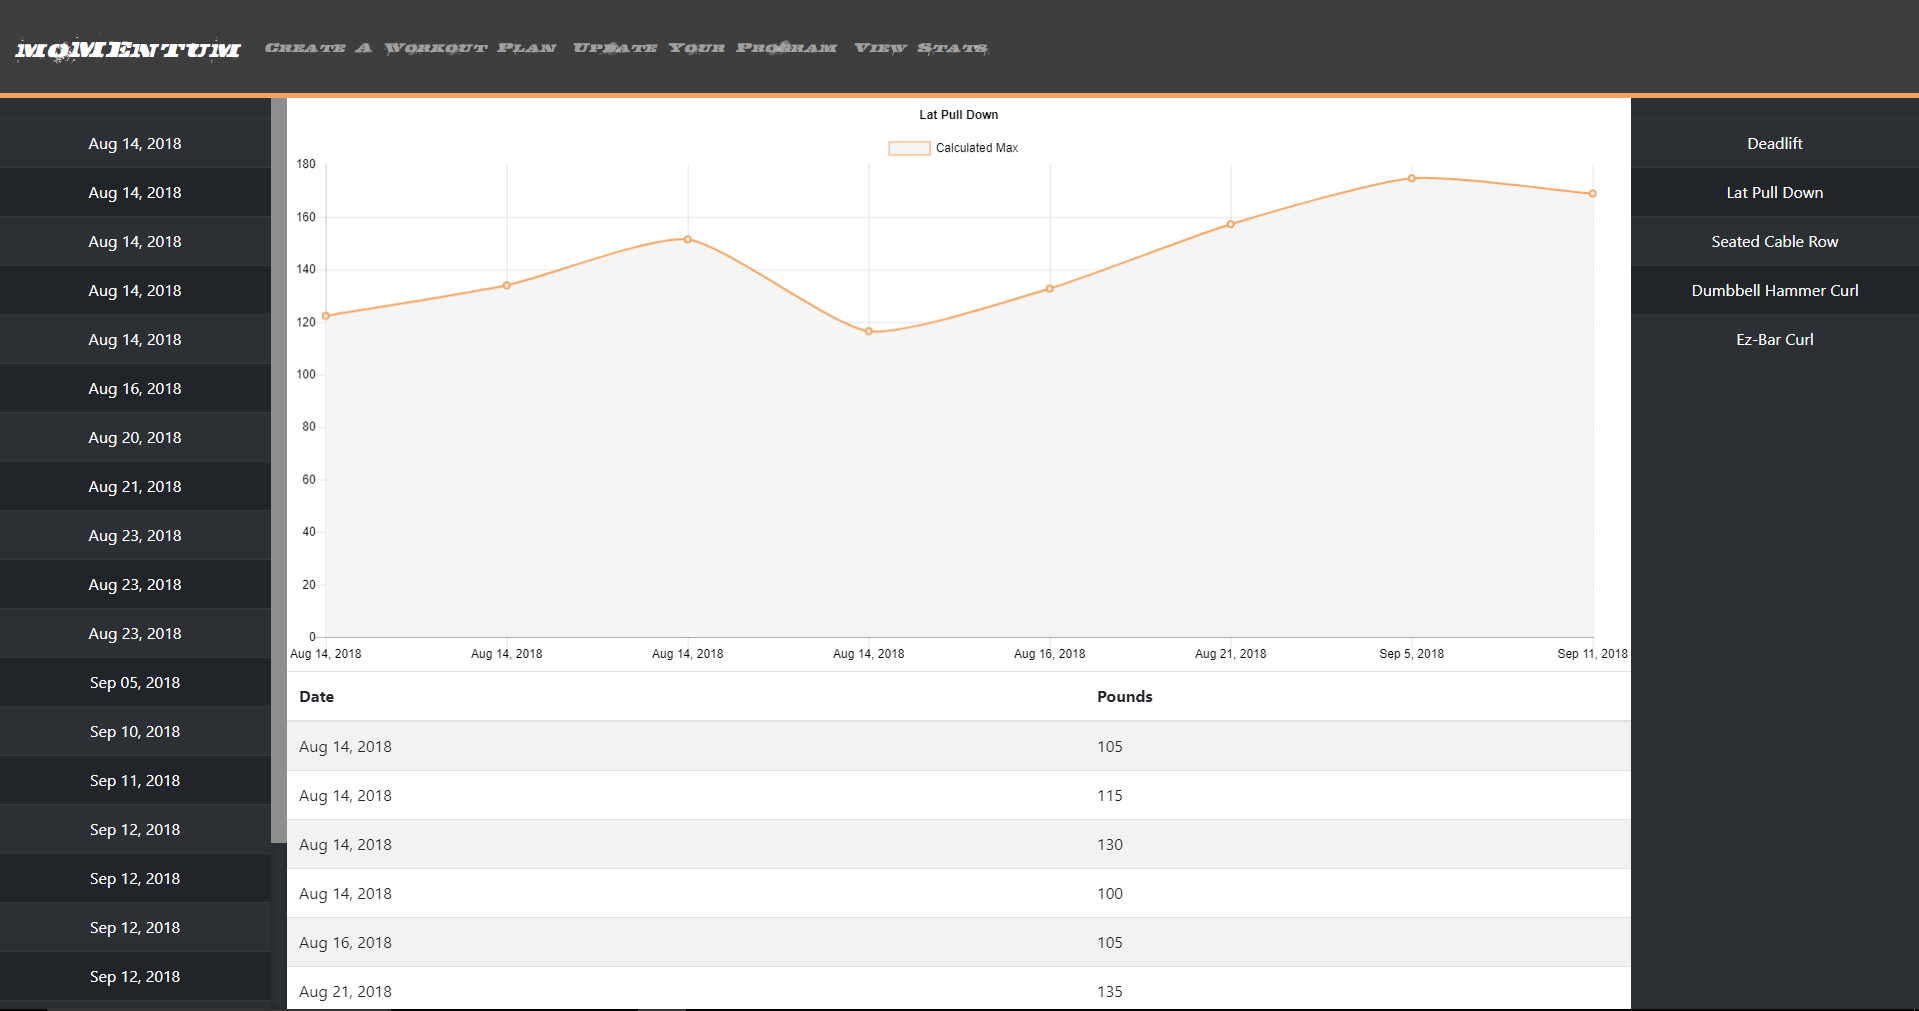 MOMENTUM Create A Workout Plan Update Your Program View Stats
Aug 14, 2018
Aug 14, 2018
Aug 14, 2018
Aug 14, 2018
Aug 14, 2018
Aug 16, 2018
Aug 20, 2018
Aug 21, 2018
Aug 23, 2018
Aug 23, 2018
Aug 23, 2018
Sep 05, 2018
Sep 10, 2018
Sep 11, 2018
Sep 12, 2018
Sep 12, 2018
Sep 12, 2018
Sep 12, 2018
Lat Pull Down
Calculated Max
180
160
140
120
100
80
60
40
20
0
Aug 14, 2018 Aug 14, 2018 Aug 14, 2018 Aug 14, 2018 Aug 16, 2018 Aug 21, 2018 Sep 5, 2018 Sep 11, 2018
Date Pounds
Aug 14, 2018 105
Aug 14, 2018 115
Aug 14, 2018 130
Aug 14, 2018 100
Aug 16, 2018 105
Aug 21, 2018 135
Deadlift
Lat Pull Down
Seated Cable Row
Dumbbell Hammer Curl
Ez-Bar Curl